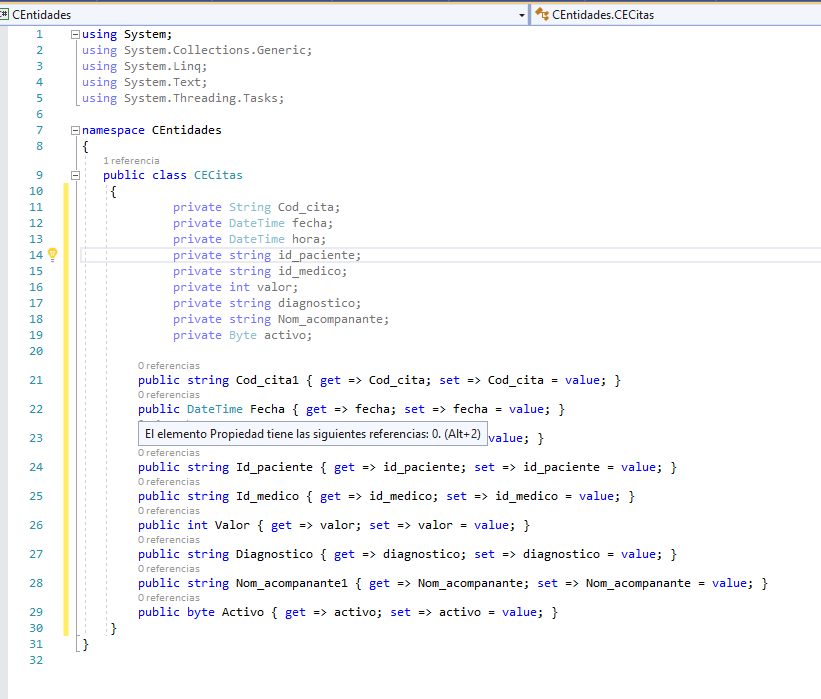 CEntidades
CEntidades.CECitas
1 using System;
2 using System.Collections.Generic;
3 using System.Linq;
4 using System.Text;
5 using System.Threading.Tasks;
6
7 namespace CEntidades
8 {
1 referencia
9 public class CECitas
10 {
11 private String Cod_cita;
12 private DateTime fecha;
13 private DateTime hora;
14 private string id_paciente;
15 private string id_medico;
16 private int valor;
17 private string diagnostico;
18 private string Nom_acompanante;
19 private Byte activo;
20
0 referencias
21 public string Cod_cita1 { get => Cod_cita; set => Cod_cita = value; }
0 referencias
22 public DateTime Fecha { get => fecha; set => fecha = value; }
El elemento Propiedad tiene las siguientes referencias: 0. (Alt+2)
23 value; }
0 referencias
24 public string Id_paciente { get => id_paciente; set => id_paciente = value; }
0 referencias
25 public string Id_medico { get => id_medico; set => id_medico = value; }
0 referencias
26 public int Valor { get => valor; set => valor = value; }
0 referencias
27 public string Diagnostico { get => diagnostico; set => diagnostico = value; }
0 referencias
28 public string Nom_acompanante1 { get => Nom_acompanante; set => Nom_acompanante = value; }
0 referencias
29 public byte Activo { get => activo; set => activo = value; }
30 }
31 }
32